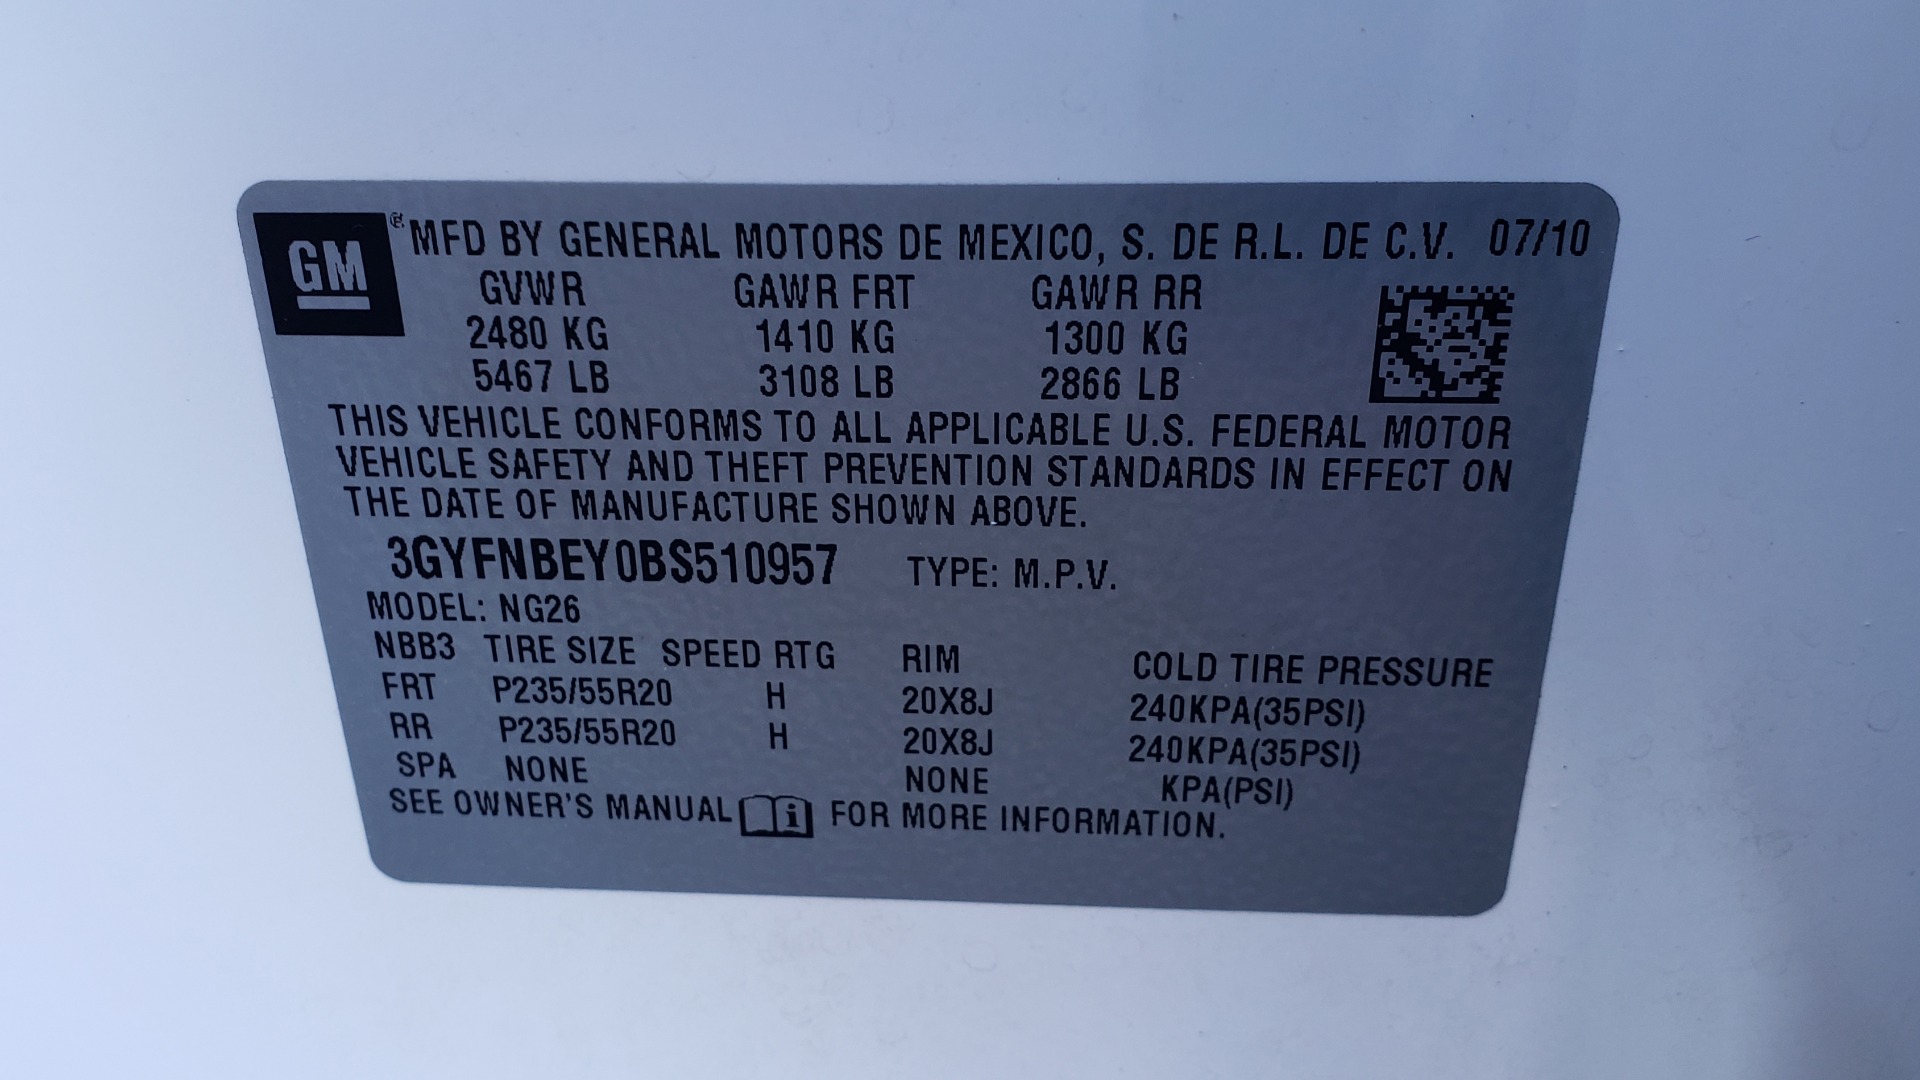 GM ® MFD BY GENERAL MOTORS DE MEXICO, S. DE R.L. DE C.V. 07/10
GVWR GAWR FRT GAWR RR
2480 KG 1410 KG 1300 KG
5467 LB 3108 LB 2866 LB
THIS VEHICLE CONFORMS TO ALL APPLICABLE U.S. FEDERAL MOTOR
VEHICLE SAFETY AND THEFT PREVENTION STANDARDS IN EFFECT ON
THE DATE OF MANUFACTURE SHOWN ABOVE.
3GYFNBEY0BS510957 TYPE: M.P.V.
MODEL: NG26
NBB3 TIRE SIZE SPEED RTG RIM COLD TIRE PRESSURE
FRT P235/55R20 H 20X8J 240KPA(35PSI)
RR P235/55R20 H 20X8J 240KPA(35PSI)
SPA NONE NONE KPA(PSI)
SEE OWNER'S MANUAL i FOR MORE INFORMATION.